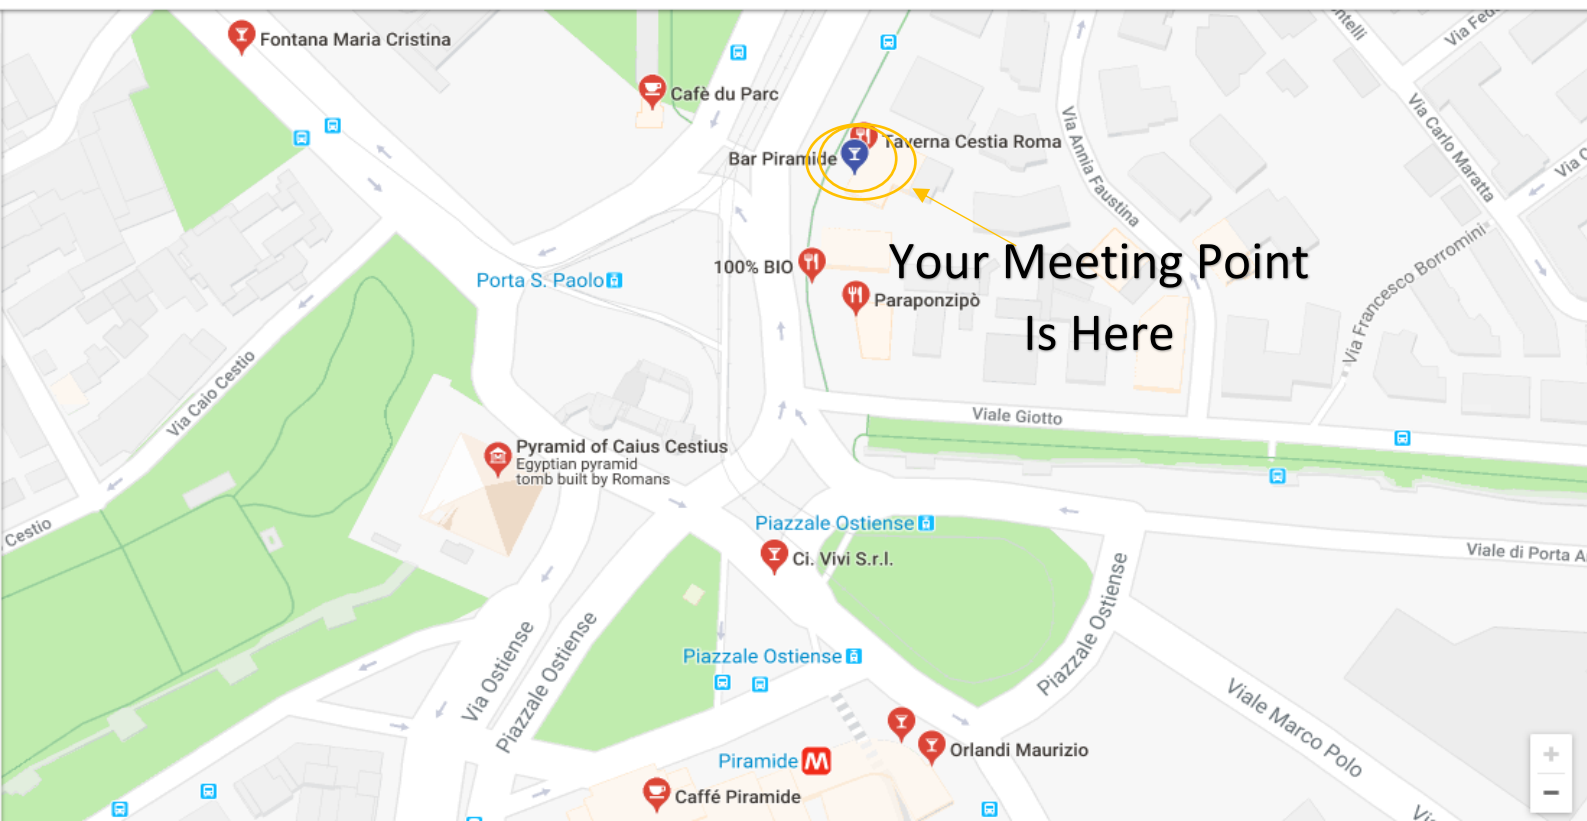 Fontana Maria Cristina
Cafè du Parc
Via Annia Faustina
Via Carlo Maratta
Taverna Cestia Roma
Bar Piramide
Your Meeting Point
Is Here
100% BIO
Paraponzipò
Porta S. Paolo
Via Francesco Borromini
Via Caio Cestio
Viale Giotto
Pyramid of Caius Cestius
Egyptian pyramid
tomb built by Romans
Cestio
Piazzale Ostiense
Ci. Vivi S.r.l.
Viale di Porta A
Via Ostiense
Piazzale Ostiense
Piazzale Ostiense
Piazzale Ostiense
Viale Marco Polo
Piramide M
Orlandi Maurizio
Caffé Piramide
+
−